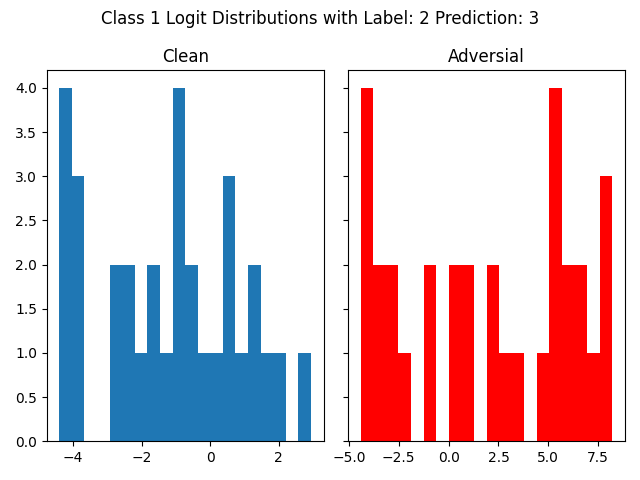 Class 1 Logit Distributions with Label: 2 Prediction: 3
Clean
Adversial
4.0
3.5
3.0
2.5
2.0
1.5
1.0
0.5
0.0
−4 −2 0 2
−5.0 −2.5 0.0 2.5 5.0 7.5